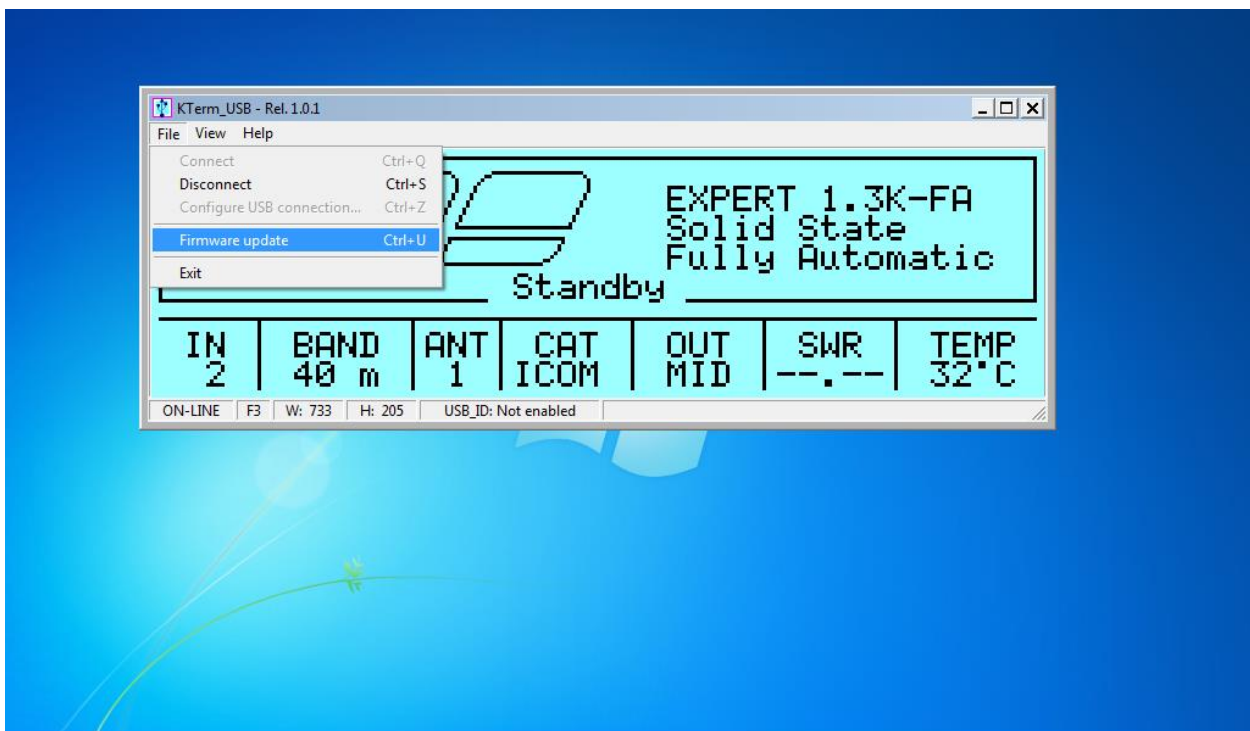 KTerm_USB - Rel. 1.0.1
File View Help
Connect Ctrl+Q
Disconnect Ctrl+S
Configure USB connection... Ctrl+Z
Firmware update Ctrl+U
Exit
EXPERT 1.3K-FA
Solid State
Fully Automatic
Standby
IN BAND ANT CAT OUT SWR TEMP
2 40 m 1 ICOM MID --.-- 32°C
ON-LINE F3 W: 733 H: 205 USB_ID: Not enabled